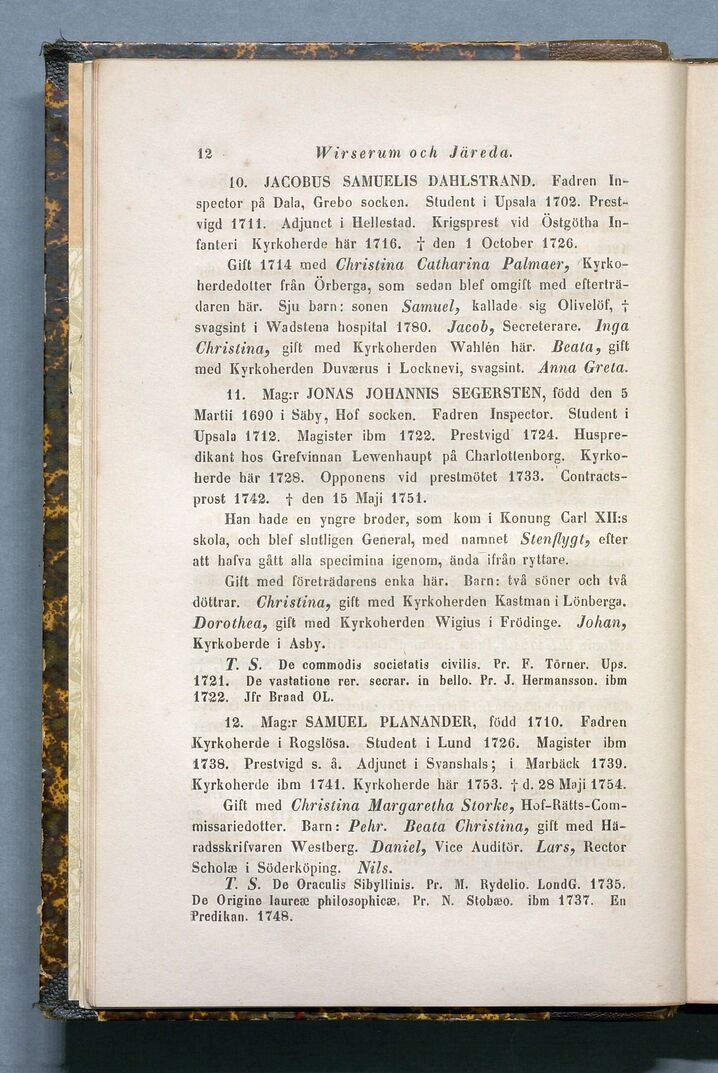 12 Wirserum och Järeda.
10. JACOBUS SAMUELIS DAHLSTRAND. Fadren In-
spector på Dala, Grebo socken. Student i Upsala 1702. Prest-
vigd 1711. Adjunct i Hellestad. Krigsprest vid Östgötha In-
fanteri Kyrkoherde här 1716. † den 1 October 1726.
Gift 1714 med Christina Catharina Palmaer, Kyrko-
herdedotter från Örberga, som sedan blef omgift med efterträ-
daren här. Sju barn: sonen Samuel, kallade sig Olivelöf, †
svagsint i Wadstena hospital 1780. Jacob, Secreterare. Inga
Christina, gift med Kyrkoherden Wahlén här. Beata, gift
med Kyrkoherden Duværus i Locknevi, svagsint. Anna Greta.
11. Mag:r JONAS JOHANNIS SEGERSTEN, född den 5
Martii 1690 i Säby, Hof socken. Fadren Inspector. Student i
Upsala 1712. Magister ibm 1722. Prestvigd 1724. Huspre-
dikant hos Grefvinnan Lewenhaupt på Charlottenborg. Kyrko-
herde här 1728. Opponens vid prestmötet 1733. Contracts-
prost 1742. † den 15 Maji 1751.
Han hade en yngre broder, som kom i Konung Carl XII:s
skola, och blef slutligen General, med namnet Stenflygt, efter
att hafva gått alla specimina igenom, ända ifrån ryttare.
Gift med företrädarens enka här. Barn: två söner och två
döttrar. Christina, gift med Kyrkoherden Kastman i Lönberga.
Dorothea, gift med Kyrkoherden Wigius i Frödinge. Johan,
Kyrkoberde i Asby.
T. S. De commodis societatis civilis. Pr. F. Törner. Ups.
1721. De vastatione rer. secrar. in bello. Pr. J. Hermansson. ibm
1722. Jfr Braad OL.
12. Mag:r SAMUEL PLANANDER, född 1710. Fadren
Kyrkoherde i Rogslösa. Student i Lund 1726. Magister ibm
1738. Prestvigd s. å. Adjunct i Svanshals; i Marbäck 1739.
Kyrkoherde ibm 1741. Kyrkoherde här 1753. † d. 28 Maji 1754.
Gift med Christina Margaretha Storke, Hof-Rätts-Com-
missariedotter. Barn: Pehr. Beata Christina, gift med Hä-
radsskrifvaren Westberg. Daniel, Vice Auditör. Lars, Rector
Scholæ i Söderköping. Nils.
T. S. De Oraculis Sibyllinis. Pr. M. Rydelio. LondG. 1735.
De Origine laureæ philosophicæ. Pr. N. Stobæo. ibm 1737. En
Predikan. 1748.